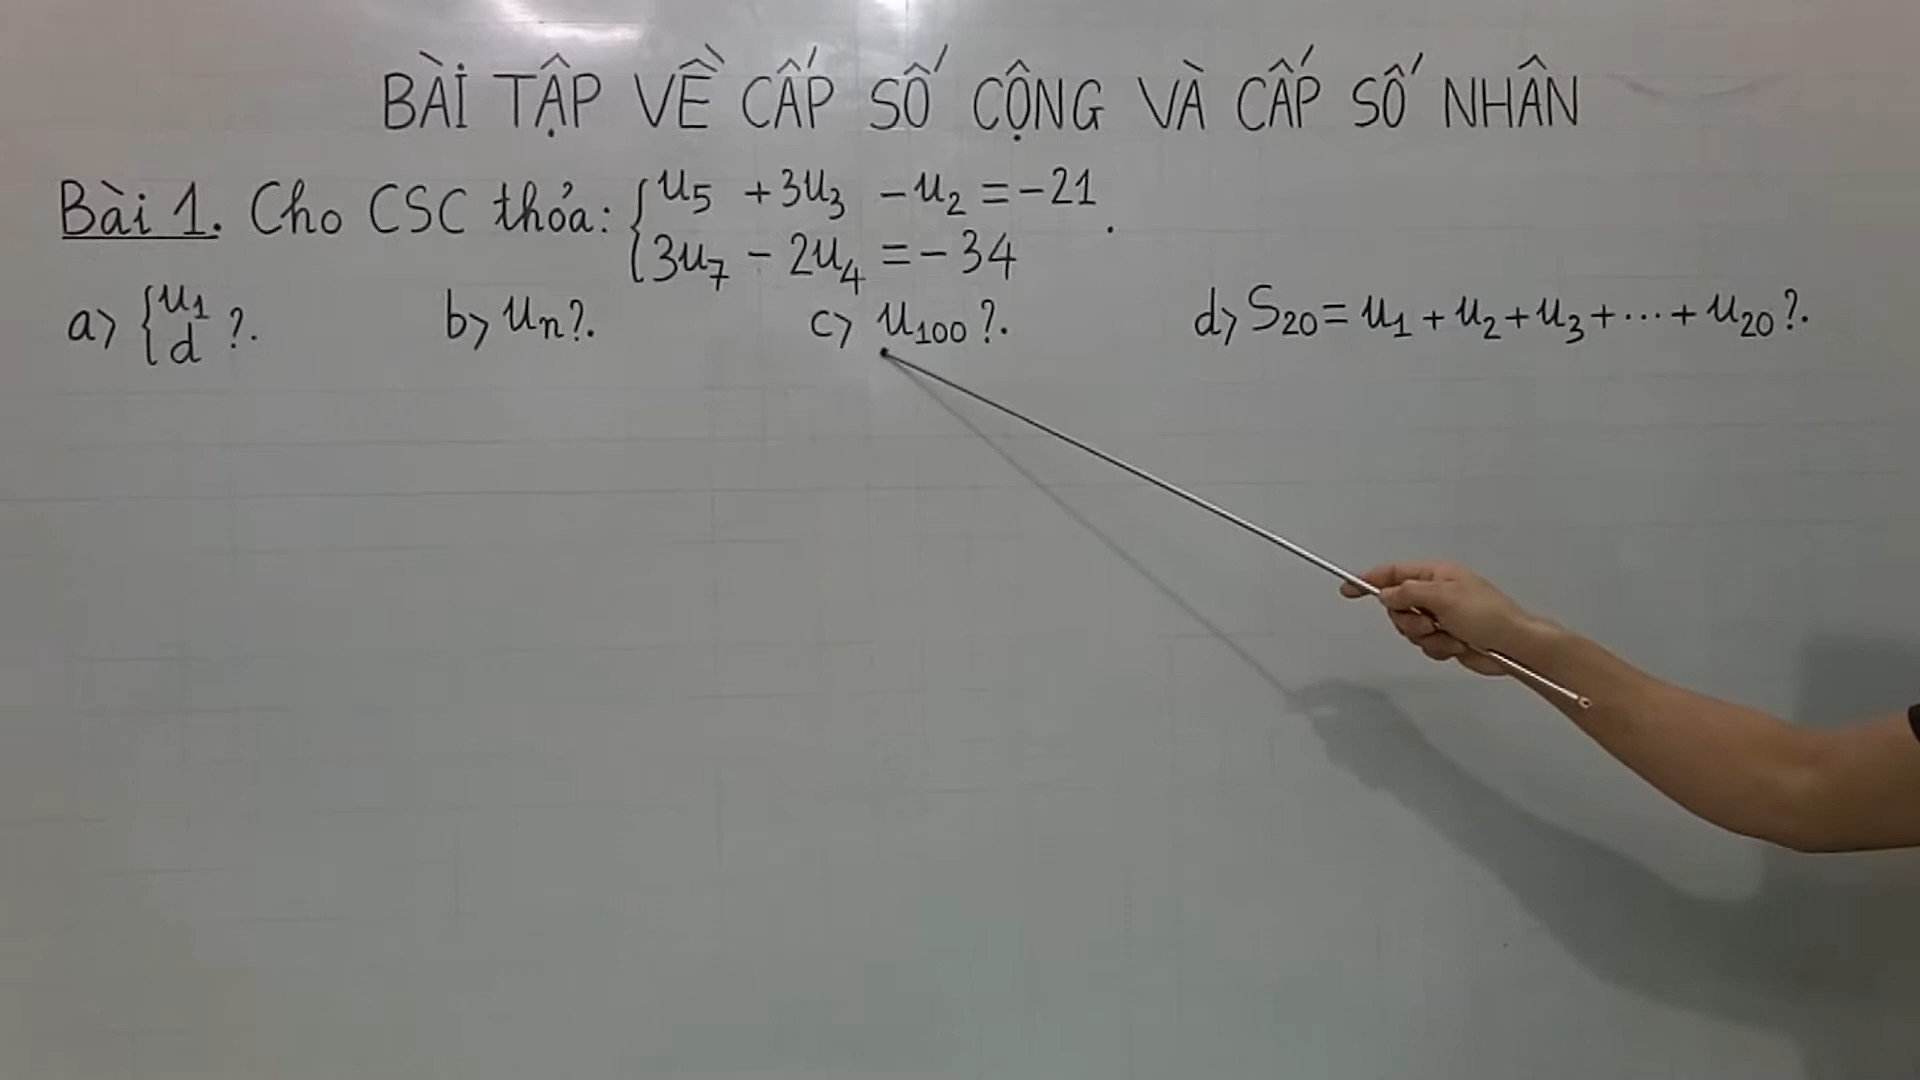 BÀI TẬP VỀ CẤP SỐ CỘNG VÀ CẤP SỐ NHÂN
Bài 1. Cho CSC thỏa: { u₅ + 3u₃ - u₂ = -21
3u₇ - 2u₄ = -34 .
a) { u₁ d ?. b) uₙ ?. c) u₁₀₀ ?. d) S₂₀ = u₁ + u₂ + u₃ + ... + u₂₀ ?.